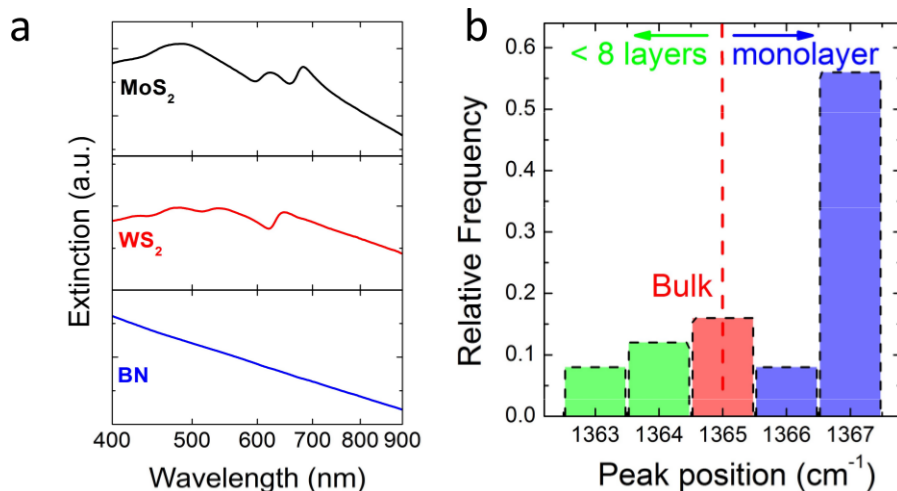 a
MoS2
WS2
BN
Extinction (a.u.)
400 500 600 700 800 900
Wavelength (nm)
b
< 8 layers
monolayer
Bulk
Relative Frequency
0.6
0.5
0.4
0.3
0.2
0.1
0.0
1363 1364 1365 1366 1367
Peak position (cm-1)